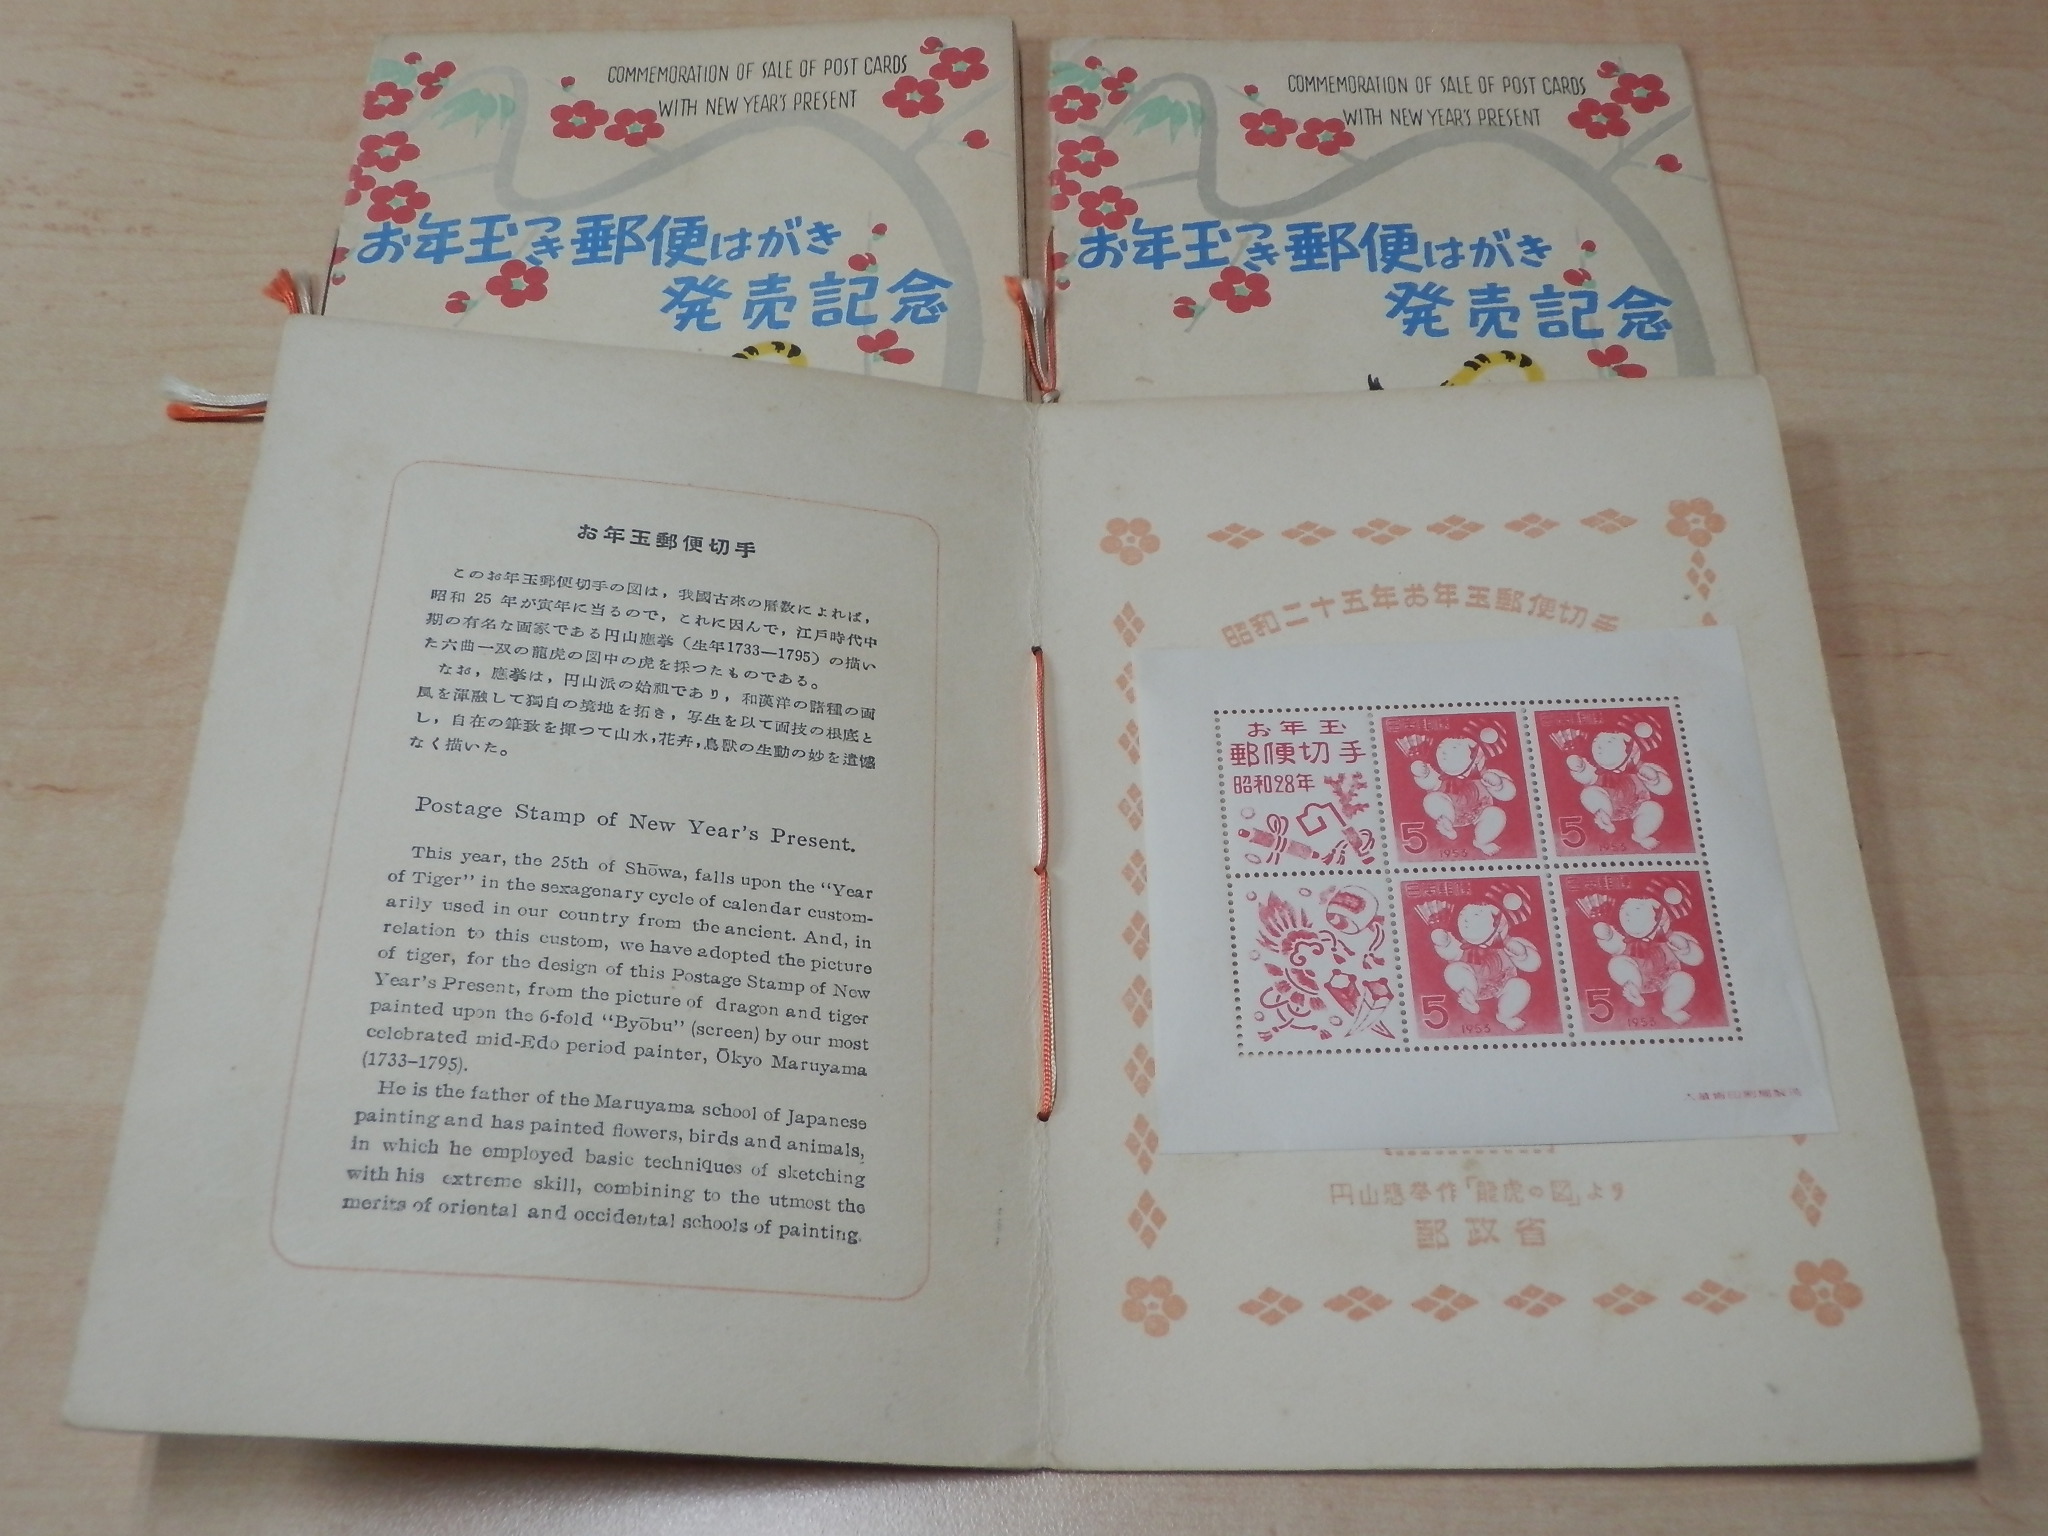 COMMEMORATION OF SALE OF POST CARDS
WITH NEW YEAR'S PRESENT
お年玉つき郵便はがき
発売記念
COMMEMORATION OF SALE OF POST CARDS
WITH NEW YEAR'S PRESENT
お年玉つき郵便はがき
発売記念
お年玉郵便切手
このお年玉郵便切手の図は，我國古來の暦数によれば，
昭和 25 年が寅年に当るので，これに因んで，江戸時代中
期の有名な画家である円山應挙（生年1733―1795）の描い
た六曲一双の龍虎の図中の虎を採つたものである。
なお，應挙は，円山派の始祖であり，和漢洋の諸種の画
風を渾融して獨自の境地を拓き，写生を以て画技の根底と
し，自在の筆致を揮つて山水,花卉,鳥獣の生動の妙を遺憾
なく描いた。
Postage Stamp of New Year's Present.
This year, the 25th of Shōwa, falls upon the "Year
of Tiger" in the sexagenary cycle of calendar custom-
arily used in our country from the ancient. And, in
relation to this custom, we have adopted the picture
of tiger, for the design of this Postage Stamp of New
Year's Present, from the picture of dragon and tiger
painted upon the 6-fold "Byōbu" (screen) by our most
celebrated mid-Edo period painter, Ōkyo Maruyama
(1733–1795).
He is the father of the Maruyama school of Japanese
painting and has painted flowers, birds and animals,
in which he employed basic techniques of sketching
with his extreme skill, combining to the utmost the
merits of oriental and occidental schools of painting.
昭和二十五年お年玉郵便切手
お年玉
郵便切手
昭和28年
日本郵便
5
1953
日本郵便
5
1953
日本郵便
5
1953
日本郵便
5
1953
円山應挙作「龍虎の図」より
郵政省